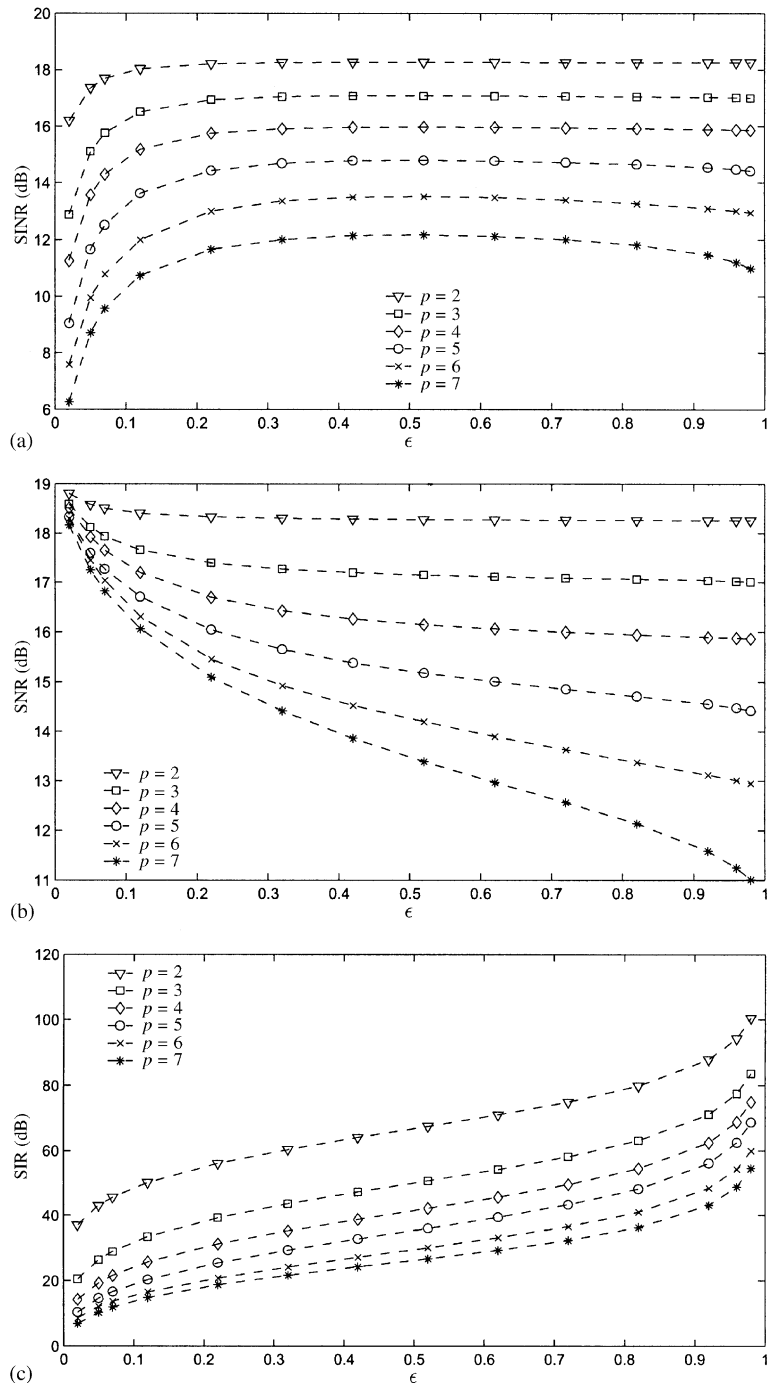 20
18
16
14
12
10
8
6
SINR (dB)
p = 2
p = 3
p = 4
p = 5
p = 6
p = 7
0 0.1 0.2 0.3 0.4 0.5 0.6 0.7 0.8 0.9 1
ϵ
(a)
19
18
17
16
15
14
13
12
11
SNR (dB)
p = 2
p = 3
p = 4
p = 5
p = 6
p = 7
0 0.1 0.2 0.3 0.4 0.5 0.6 0.7 0.8 0.9 1
ϵ
(b)
120
100
80
60
40
20
0
SIR (dB)
p = 2
p = 3
p = 4
p = 5
p = 6
p = 7
0 0.1 0.2 0.3 0.4 0.5 0.6 0.7 0.8 0.9 1
ϵ
(c)